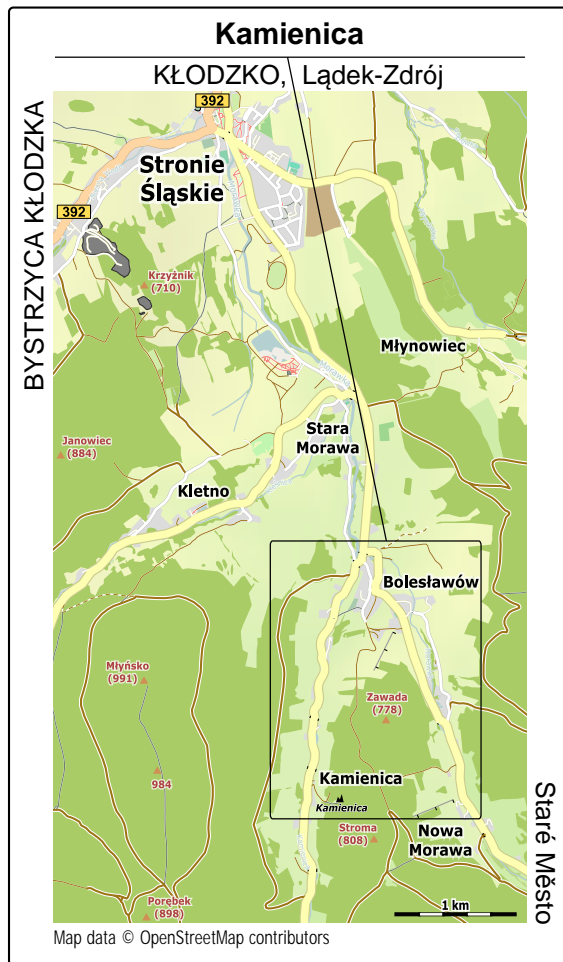 Kamienica
KŁODZKO, Lądek-Zdrój
BYSTRZYCA KŁODZKA
392
Stronie
Śląskie
392
Krzyżnik
(710)
Morawka
Młynowiec
Stara
Morawa
Janowiec
(884)
Kletno
Bolesławów
Młyńsko
(991)
Zawada
(778)
984
Kamienica
Kamienica
Staré Město
Stroma
(808)
Nowa
Morawa
Porębek
(898)
1 km
Map data © OpenStreetMap contributors